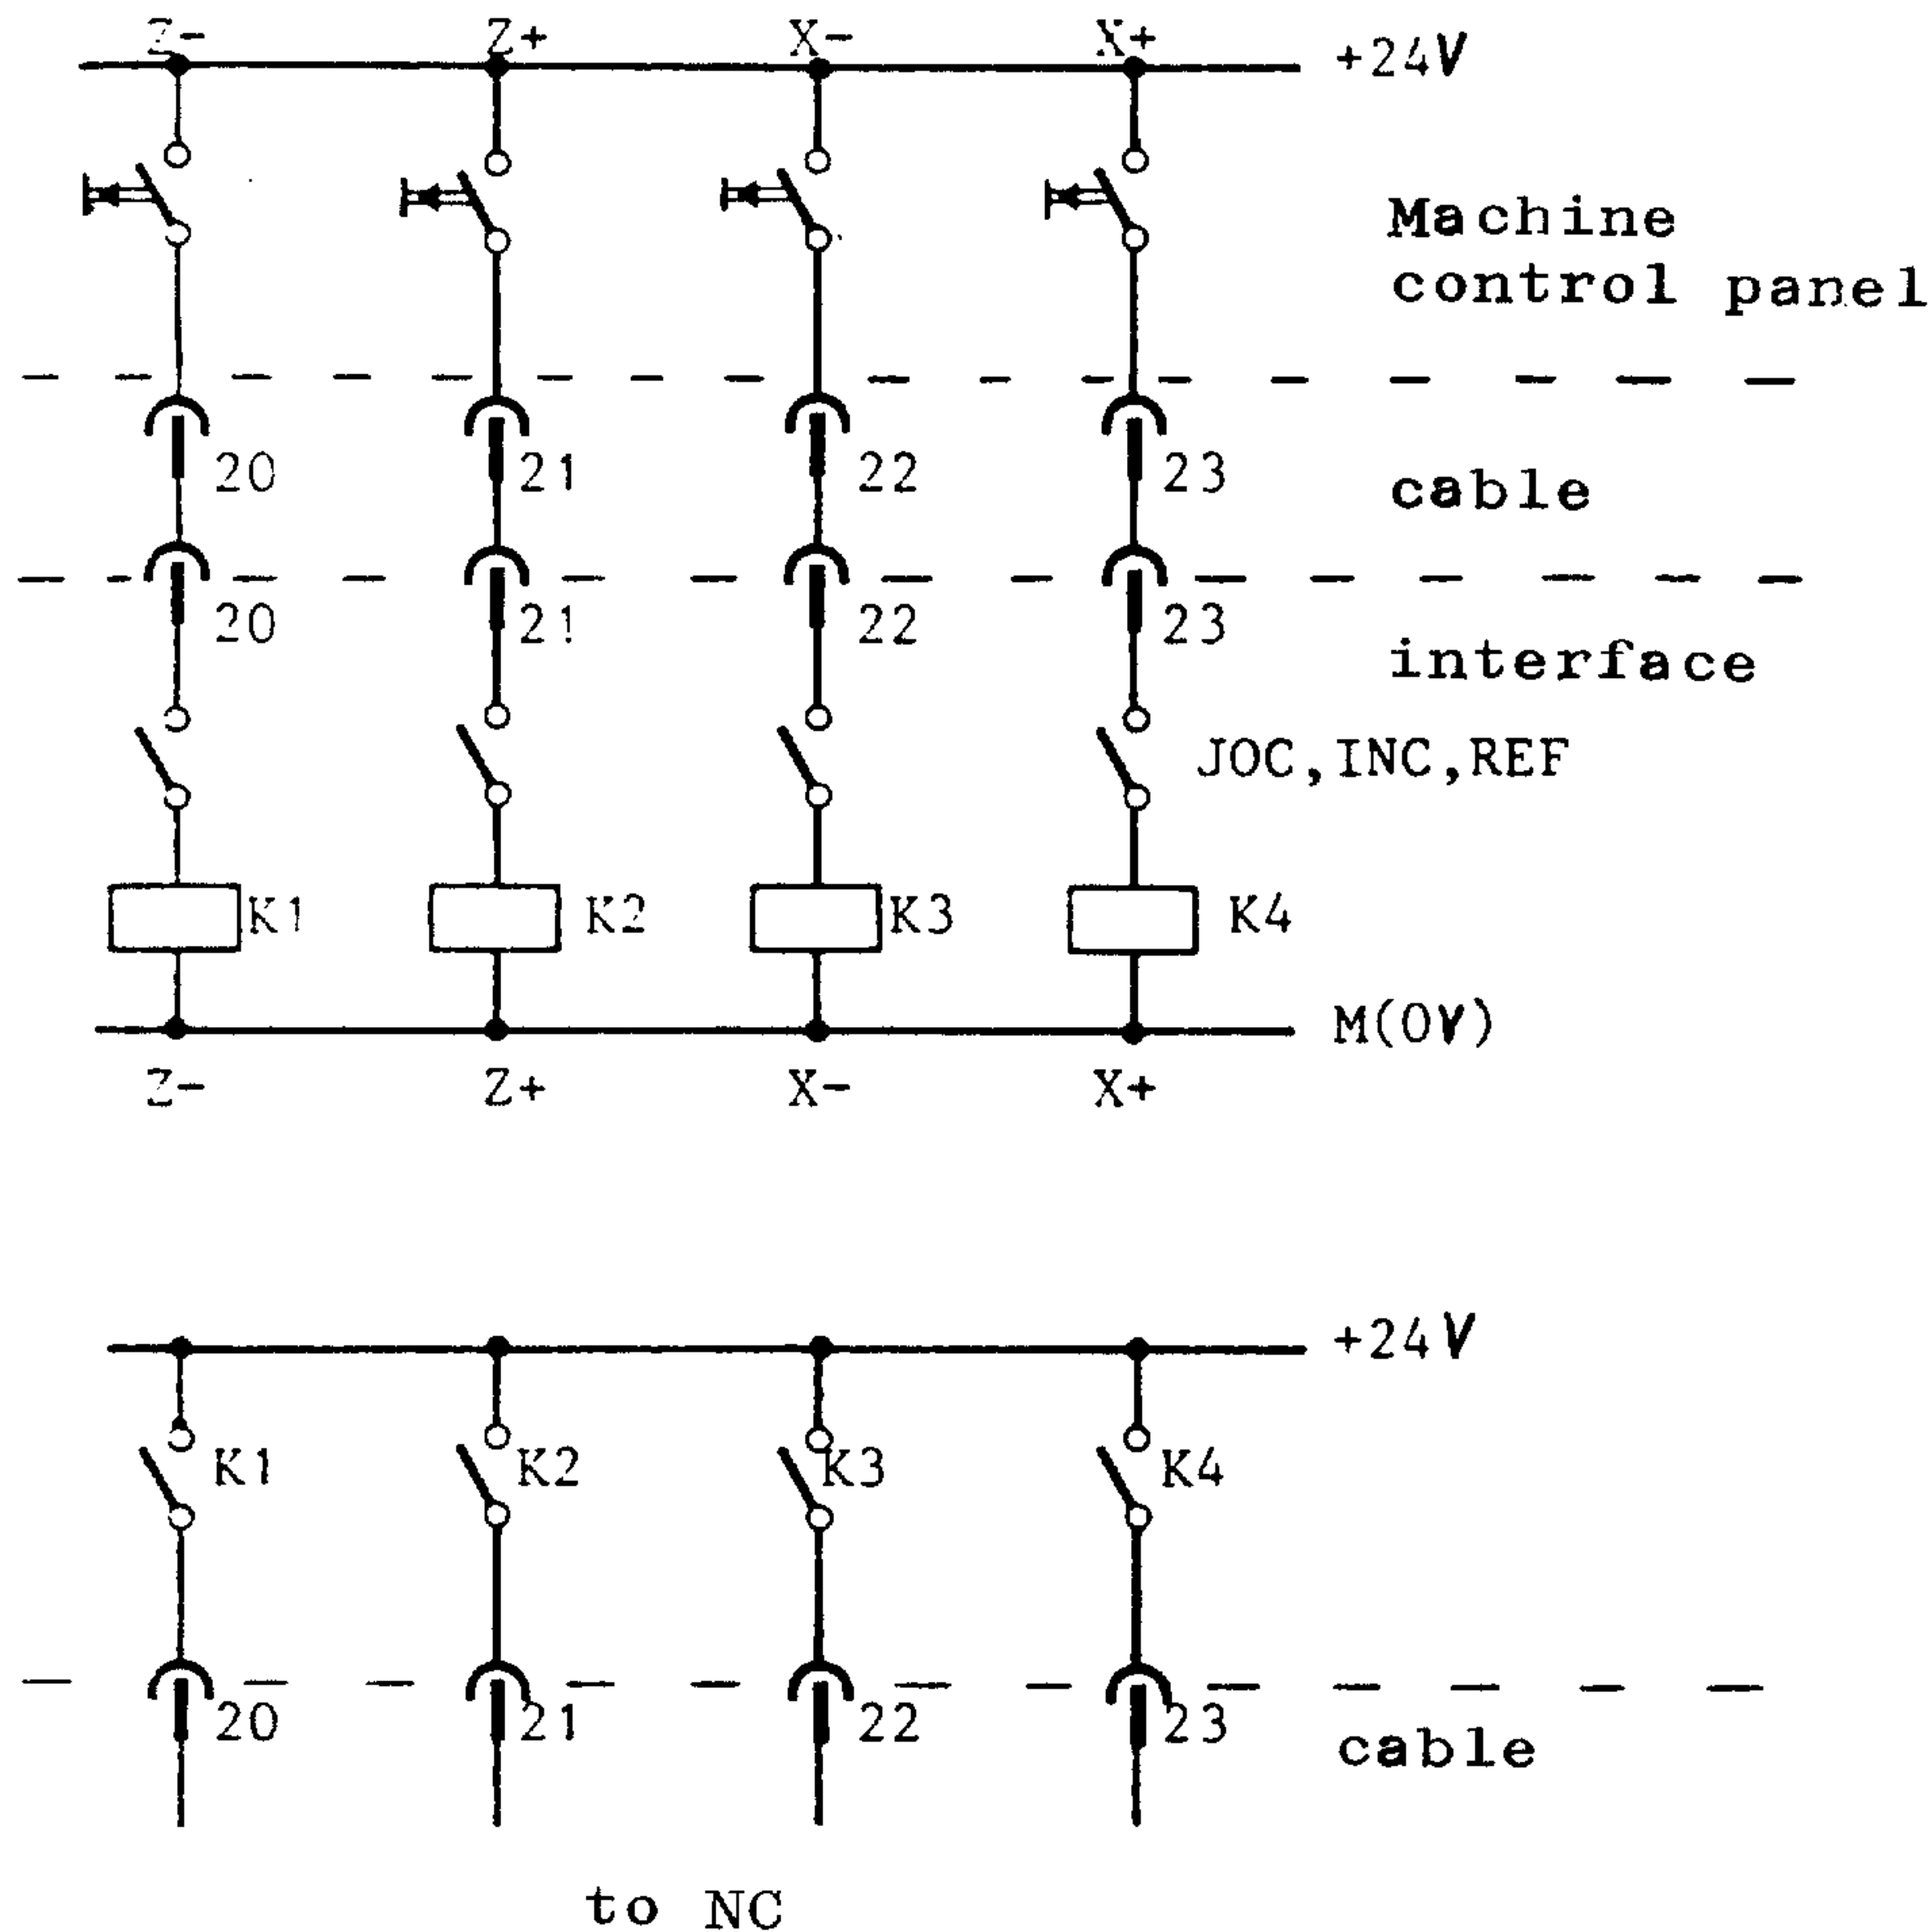 Z- Z+ X- X+
+24V
Machine
control panel
20 21 22 23
cable
20 21 22 23
interface
JOC,INC,REF
K1 K2 K3 K4
M(0V)
Z- Z+ X- X+
+24V
K1 K2 K3 K4
20 21 22 23
cable
to NC